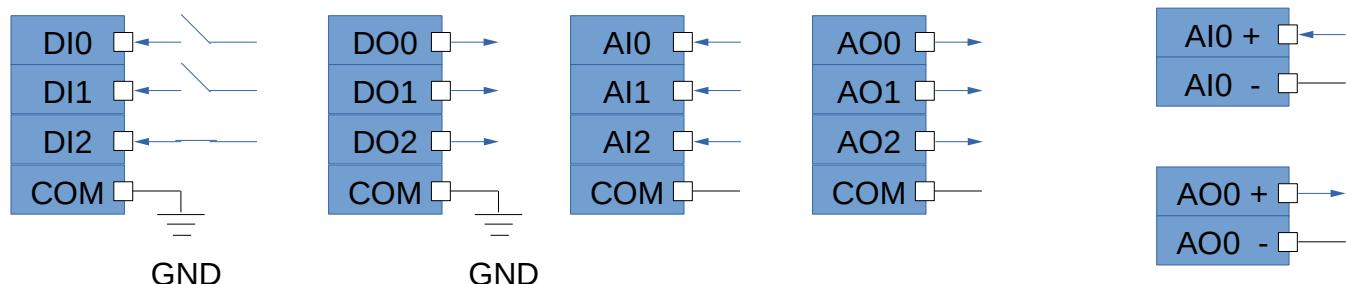 DI0
DI1
DI2
COM
GND
DO0
DO1
DO2
COM
GND
AI0
AI1
AI2
COM
AO0
AO1
AO2
COM
AI0 +
AI0 -
AO0 +
AO0 -